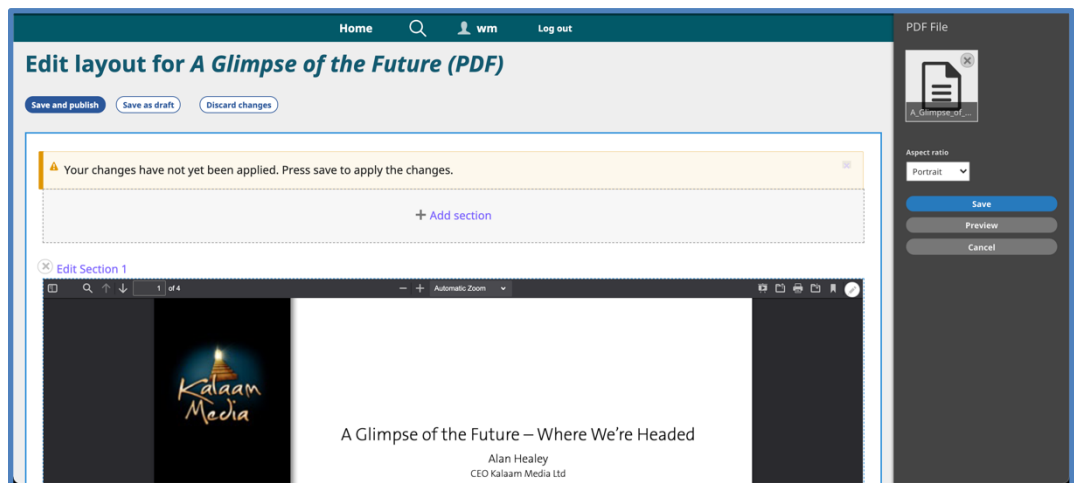 Home wm Log out
Edit layout for A Glimpse of the Future (PDF)
Save and publish Save as draft Discard changes
Your changes have not yet been applied. Press save to apply the changes.
+ Add section
Edit Section 1
1 of 4 Automatic Zoom
Kalaam
Media
A Glimpse of the Future – Where We're Headed
Alan Healey
CEO Kalaam Media Ltd
PDF File
A_Glimpse_of_...
Aspect ratio
Portrait
Save
Preview
Cancel